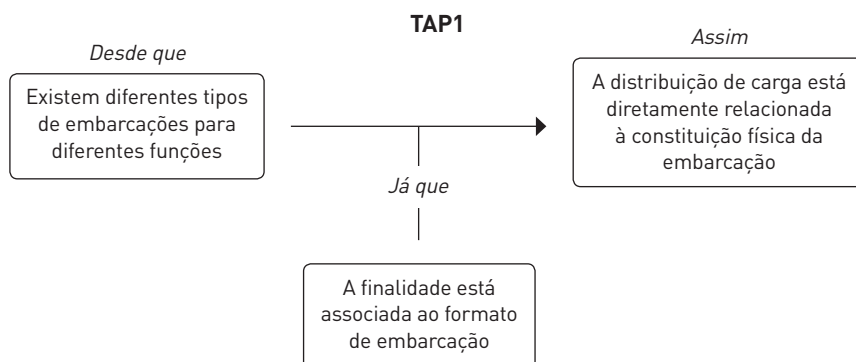 TAP1
Desde que
Existem diferentes tipos
de embarcações para
diferentes funções
Assim
A distribuição de carga está
diretamente relacionada
à constituição física da
embarcação
Já que
A finalidade está
associada ao formato
de embarcação